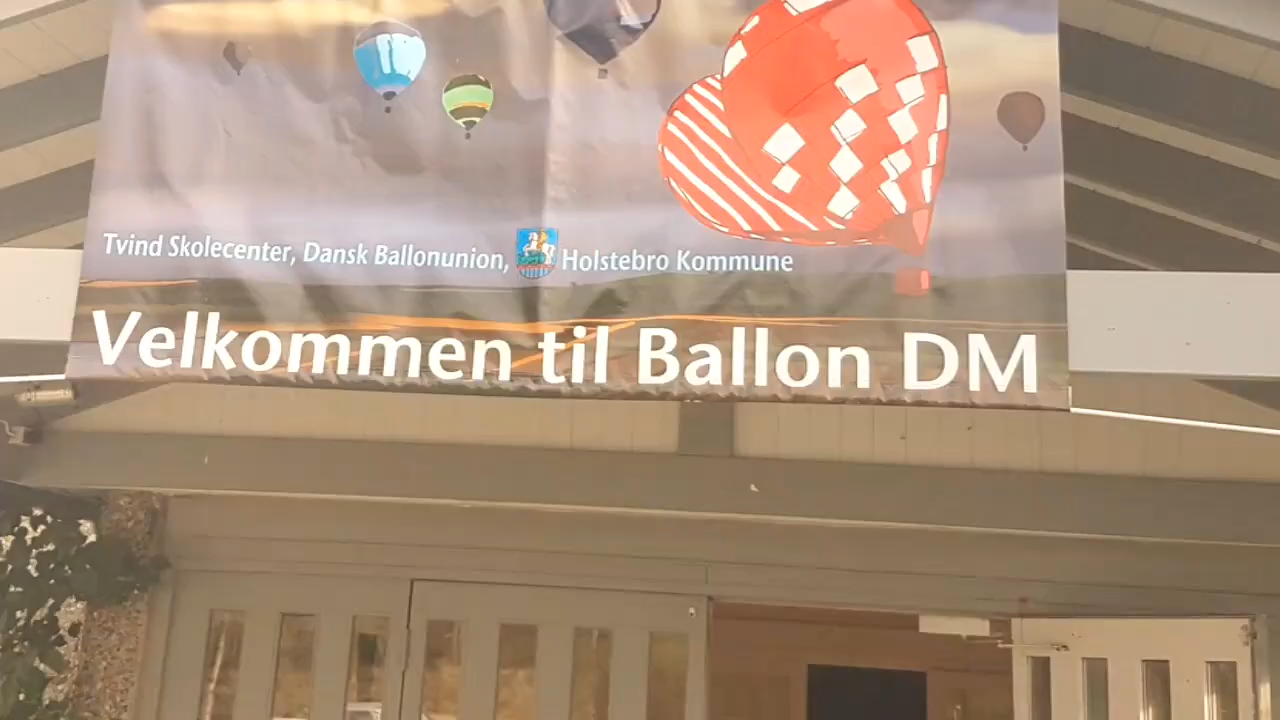 Tvind Skolecenter, Dansk Ballonunion, Holstebro Kommune
Velkommen til Ballon DM